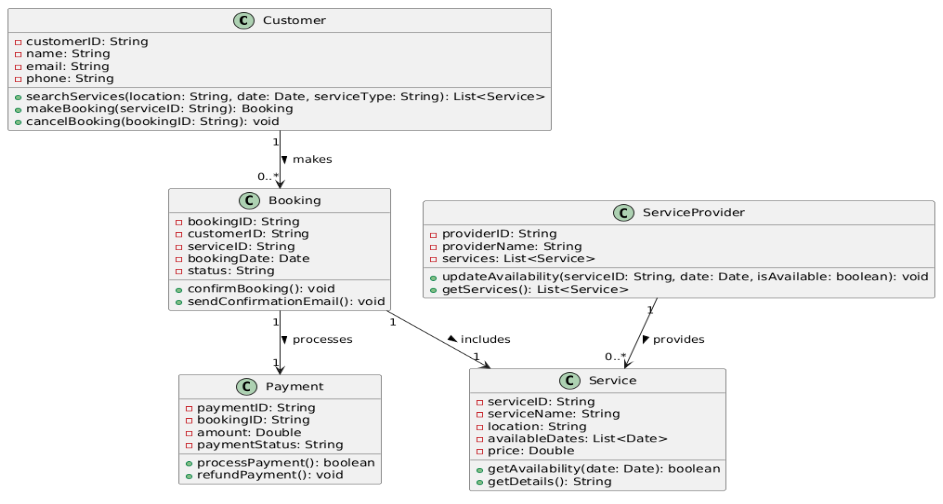 C Customer
customerID: String
name: String
email: String
phone: String
searchServices(location: String, date: Date, serviceType: String): List<Service>
makeBooking(serviceID: String): Booking
cancelBooking(bookingID: String): void
1
makes
0..*
C Booking
bookingID: String
customerID: String
serviceID: String
bookingDate: Date
status: String
confirmBooking(): void
sendConfirmationEmail(): void
C ServiceProvider
providerID: String
providerName: String
services: List<Service>
updateAvailability(serviceID: String, date: Date, isAvailable: boolean): void
getServices(): List<Service>
1
processes
1
1
includes
1
1
provides
0..*
C Payment
paymentID: String
bookingID: String
amount: Double
paymentStatus: String
processPayment(): boolean
refundPayment(): void
C Service
serviceID: String
serviceName: String
location: String
availableDates: List<Date>
price: Double
getAvailability(date: Date): boolean
getDetails(): String